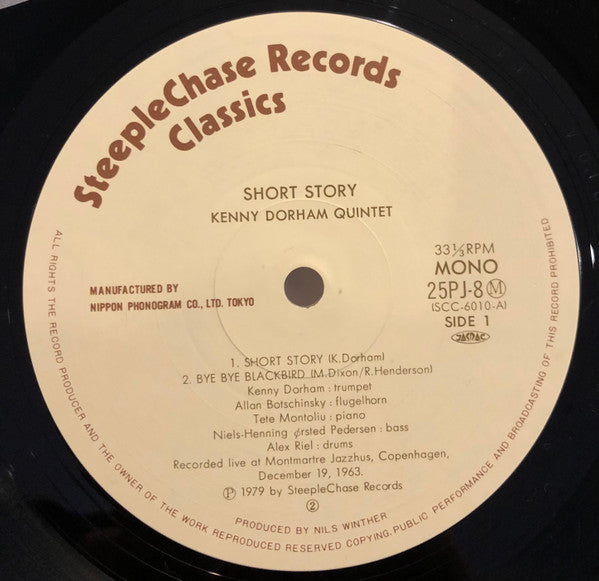 SteepleChase Records
Classics
SHORT STORY
KENNY DORHAM QUINTET
MANUFACTURED BY
NIPPON PHONOGRAM CO., LTD. TOKYO
33⅓RPM
MONO
25PJ-8 Ⓜ
(SCC-6010-A)
SIDE 1
JASRAC
1. SHORT STORY (K.Dorham)
2. BYE BYE BLACKBIRD (M.Dixon/R.Henderson)
Kenny Dorham : trumpet
Allan Botschinsky : flugelhorn
Tete Montoliu : piano
Niels-Henning ørsted Pedersen : bass
Alex Riel : drums
Recorded live at Montmartre Jazzhus, Copenhagen,
December 19, 1963.
Ⓟ 1979 by SteepleChase Records
②
PRODUCED BY NILS WINTHER
ALL RIGHTS THE RECORD PRODUCER AND THE OWNER OF THE WORK REPRODUCED RESERVED COPYING.PUBLIC PERFORMANCE AND BROADCASTING OF THIS RECORD PROHIBITED